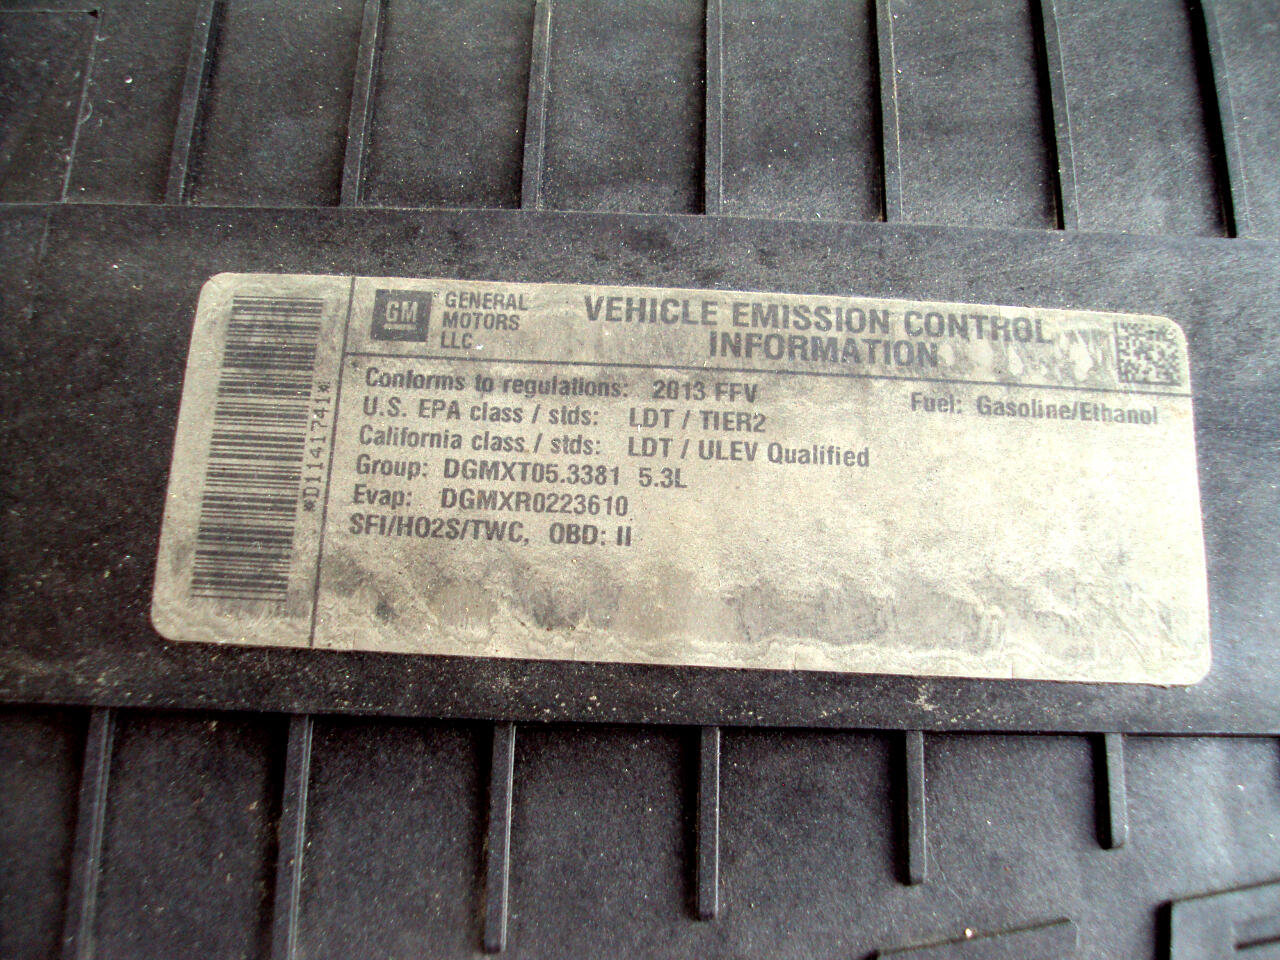 *D11417241*
GM
GENERAL
MOTORS
LLC
VEHICLE EMISSION CONTROL
INFORMATION
Conforms to regulations: 2013 FFV
Fuel: Gasoline/Ethanol
U.S. EPA class / stds: LDT / TIER2
California class / stds: LDT / ULEV Qualified
Group: DGMXT05.3381 5.3L
Evap: DGMXR0223610
SFI/HO2S/TWC, OBD: II